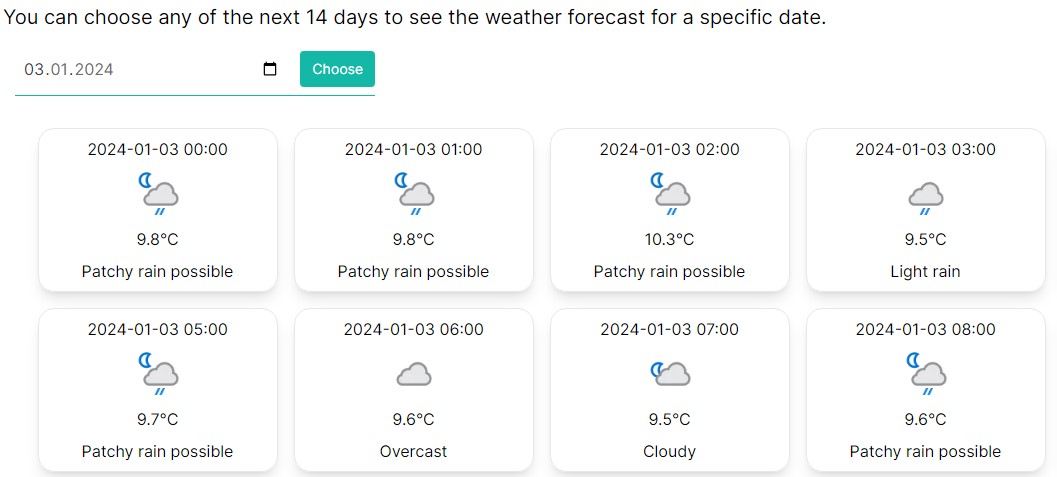 You can choose any of the next 14 days to see the weather forecast for a specific date.
03.01.2024
Choose
2024-01-03 00:00
9.8°C
Patchy rain possible
2024-01-03 01:00
9.8°C
Patchy rain possible
2024-01-03 02:00
10.3°C
Patchy rain possible
2024-01-03 03:00
9.5°C
Light rain
2024-01-03 05:00
9.7°C
Patchy rain possible
2024-01-03 06:00
9.6°C
Overcast
2024-01-03 07:00
9.5°C
Cloudy
2024-01-03 08:00
9.6°C
Patchy rain possible